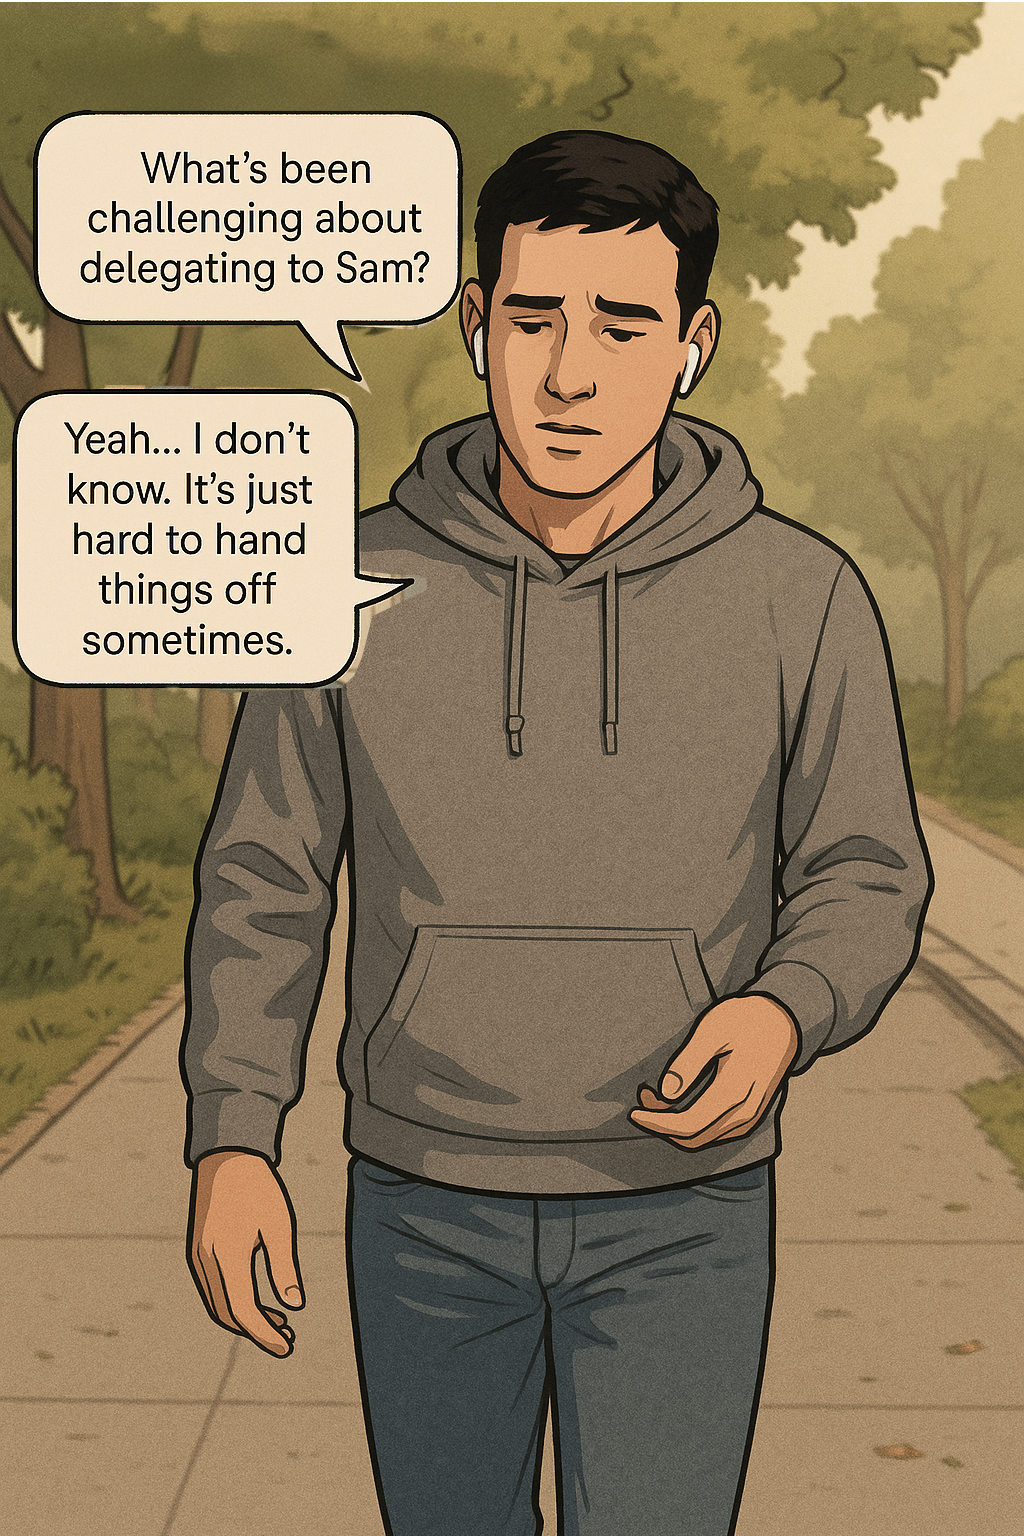 What’s been
challenging about
delegating to Sam?
Yeah... I don’t
know. It’s just
hard to hand
things off
sometimes.